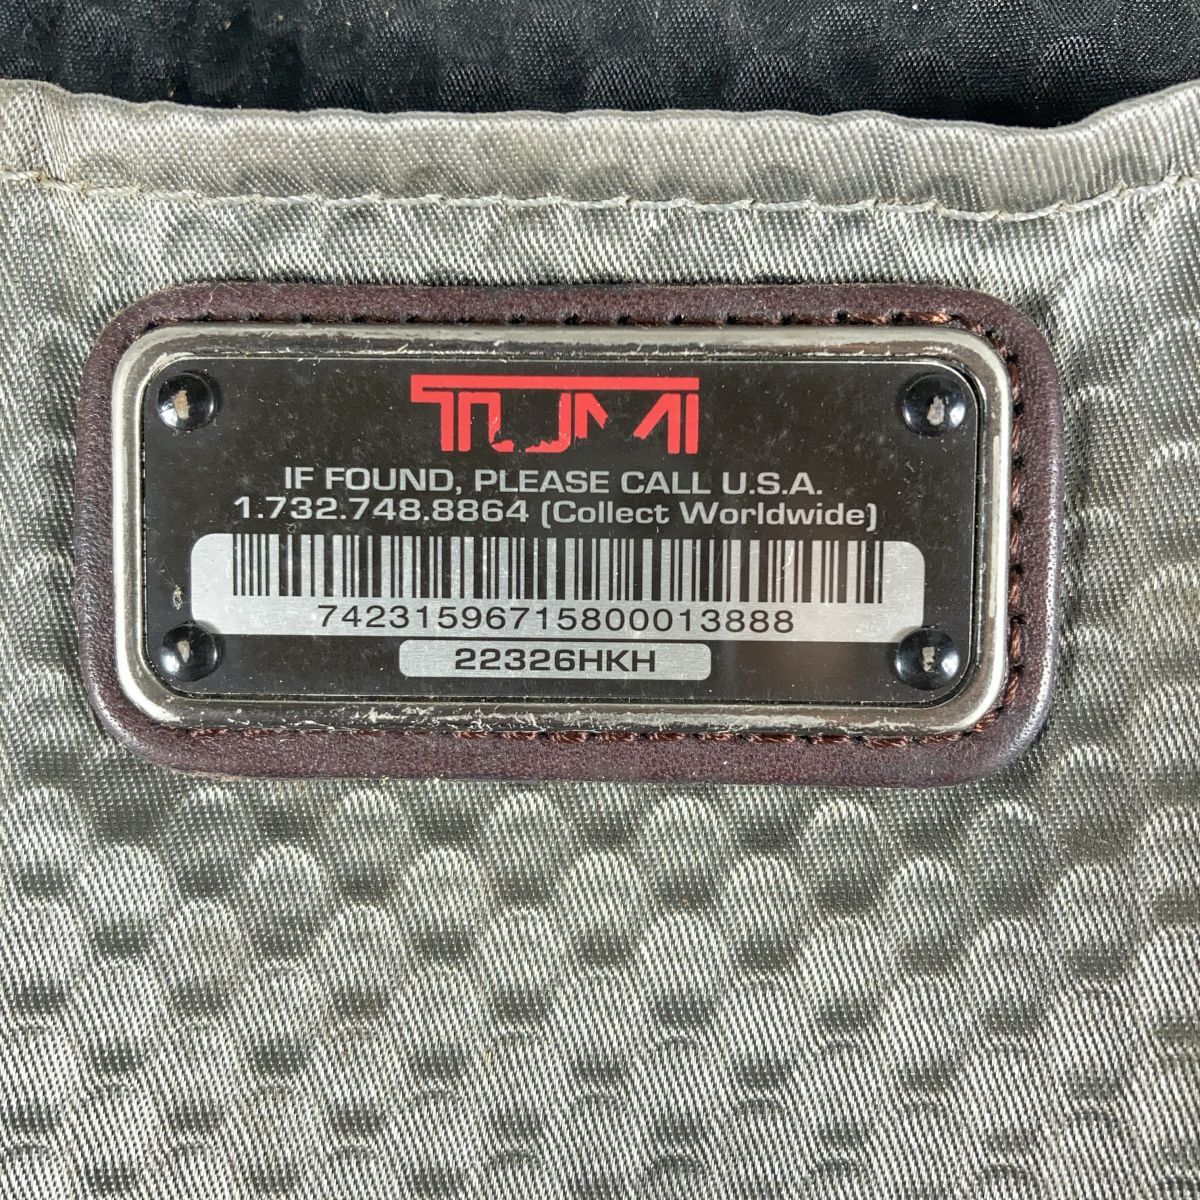 TUMI
IF FOUND, PLEASE CALL U.S.A.
1.732.748.8864 (Collect Worldwide)
74231596715800013888
22326HKH